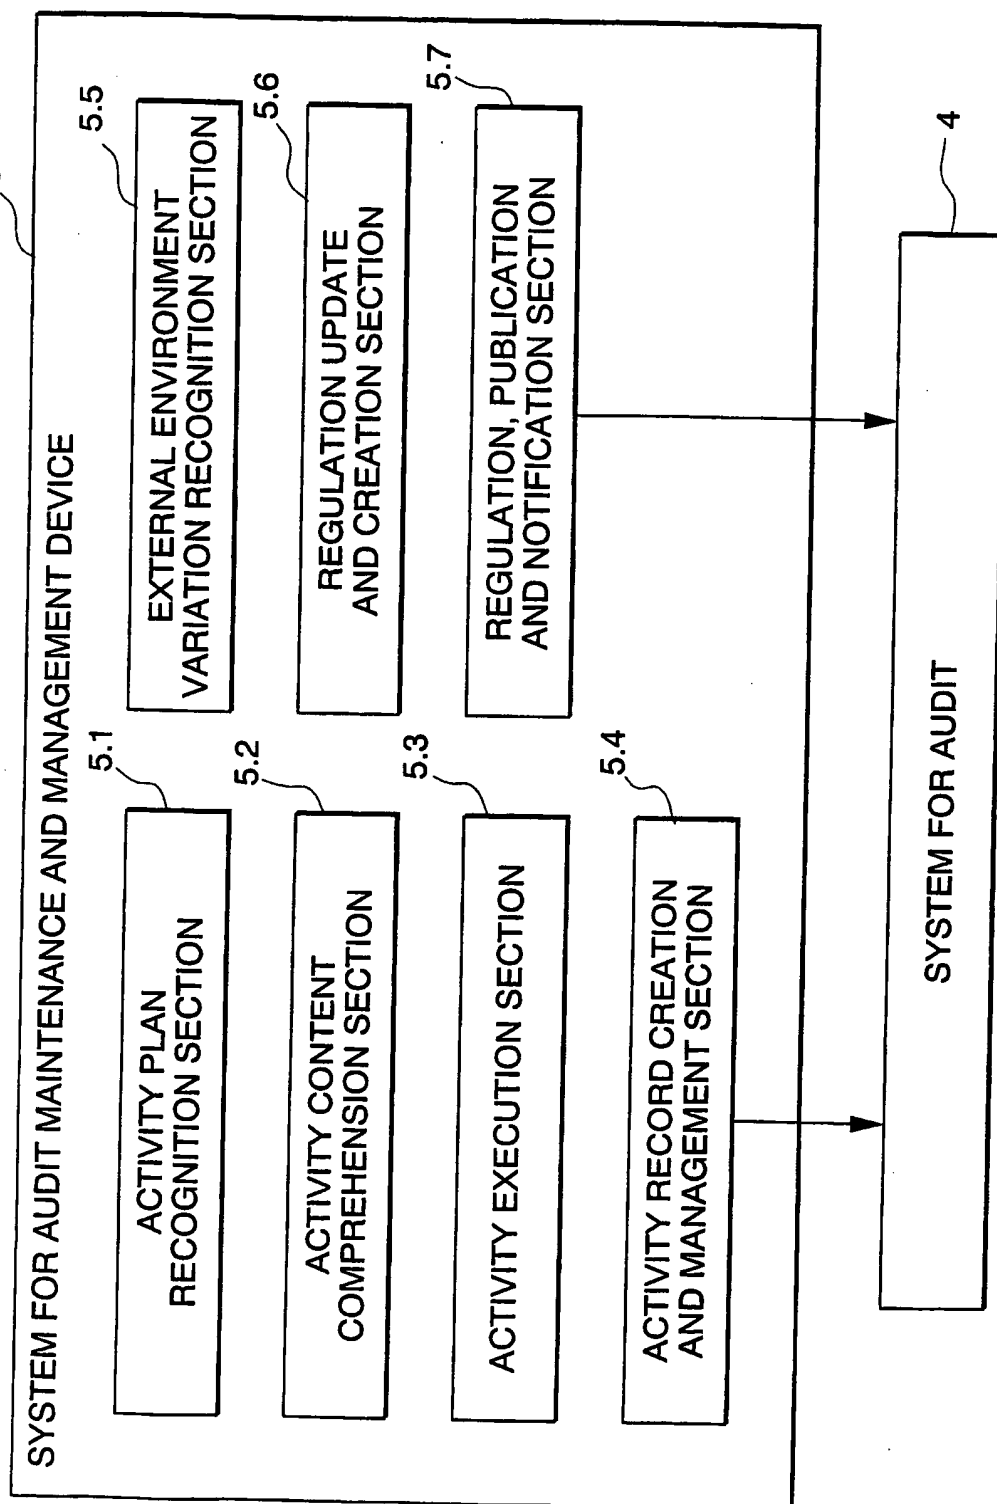 SYSTEM FOR AUDIT MAINTENANCE AND MANAGEMENT DEVICE
5.1
ACTIVITY PLAN
RECOGNITION SECTION
5.2
ACTIVITY CONTENT
COMPREHENSION SECTION
5.3
ACTIVITY EXECUTION SECTION
5.4
ACTIVITY RECORD CREATION
AND MANAGEMENT SECTION
5.5
EXTERNAL ENVIRONMENT
VARIATION RECOGNITION SECTION
5.6
REGULATION UPDATE
AND CREATION SECTION
5.7
REGULATION, PUBLICATION
AND NOTIFICATION SECTION
4
SYSTEM FOR AUDIT